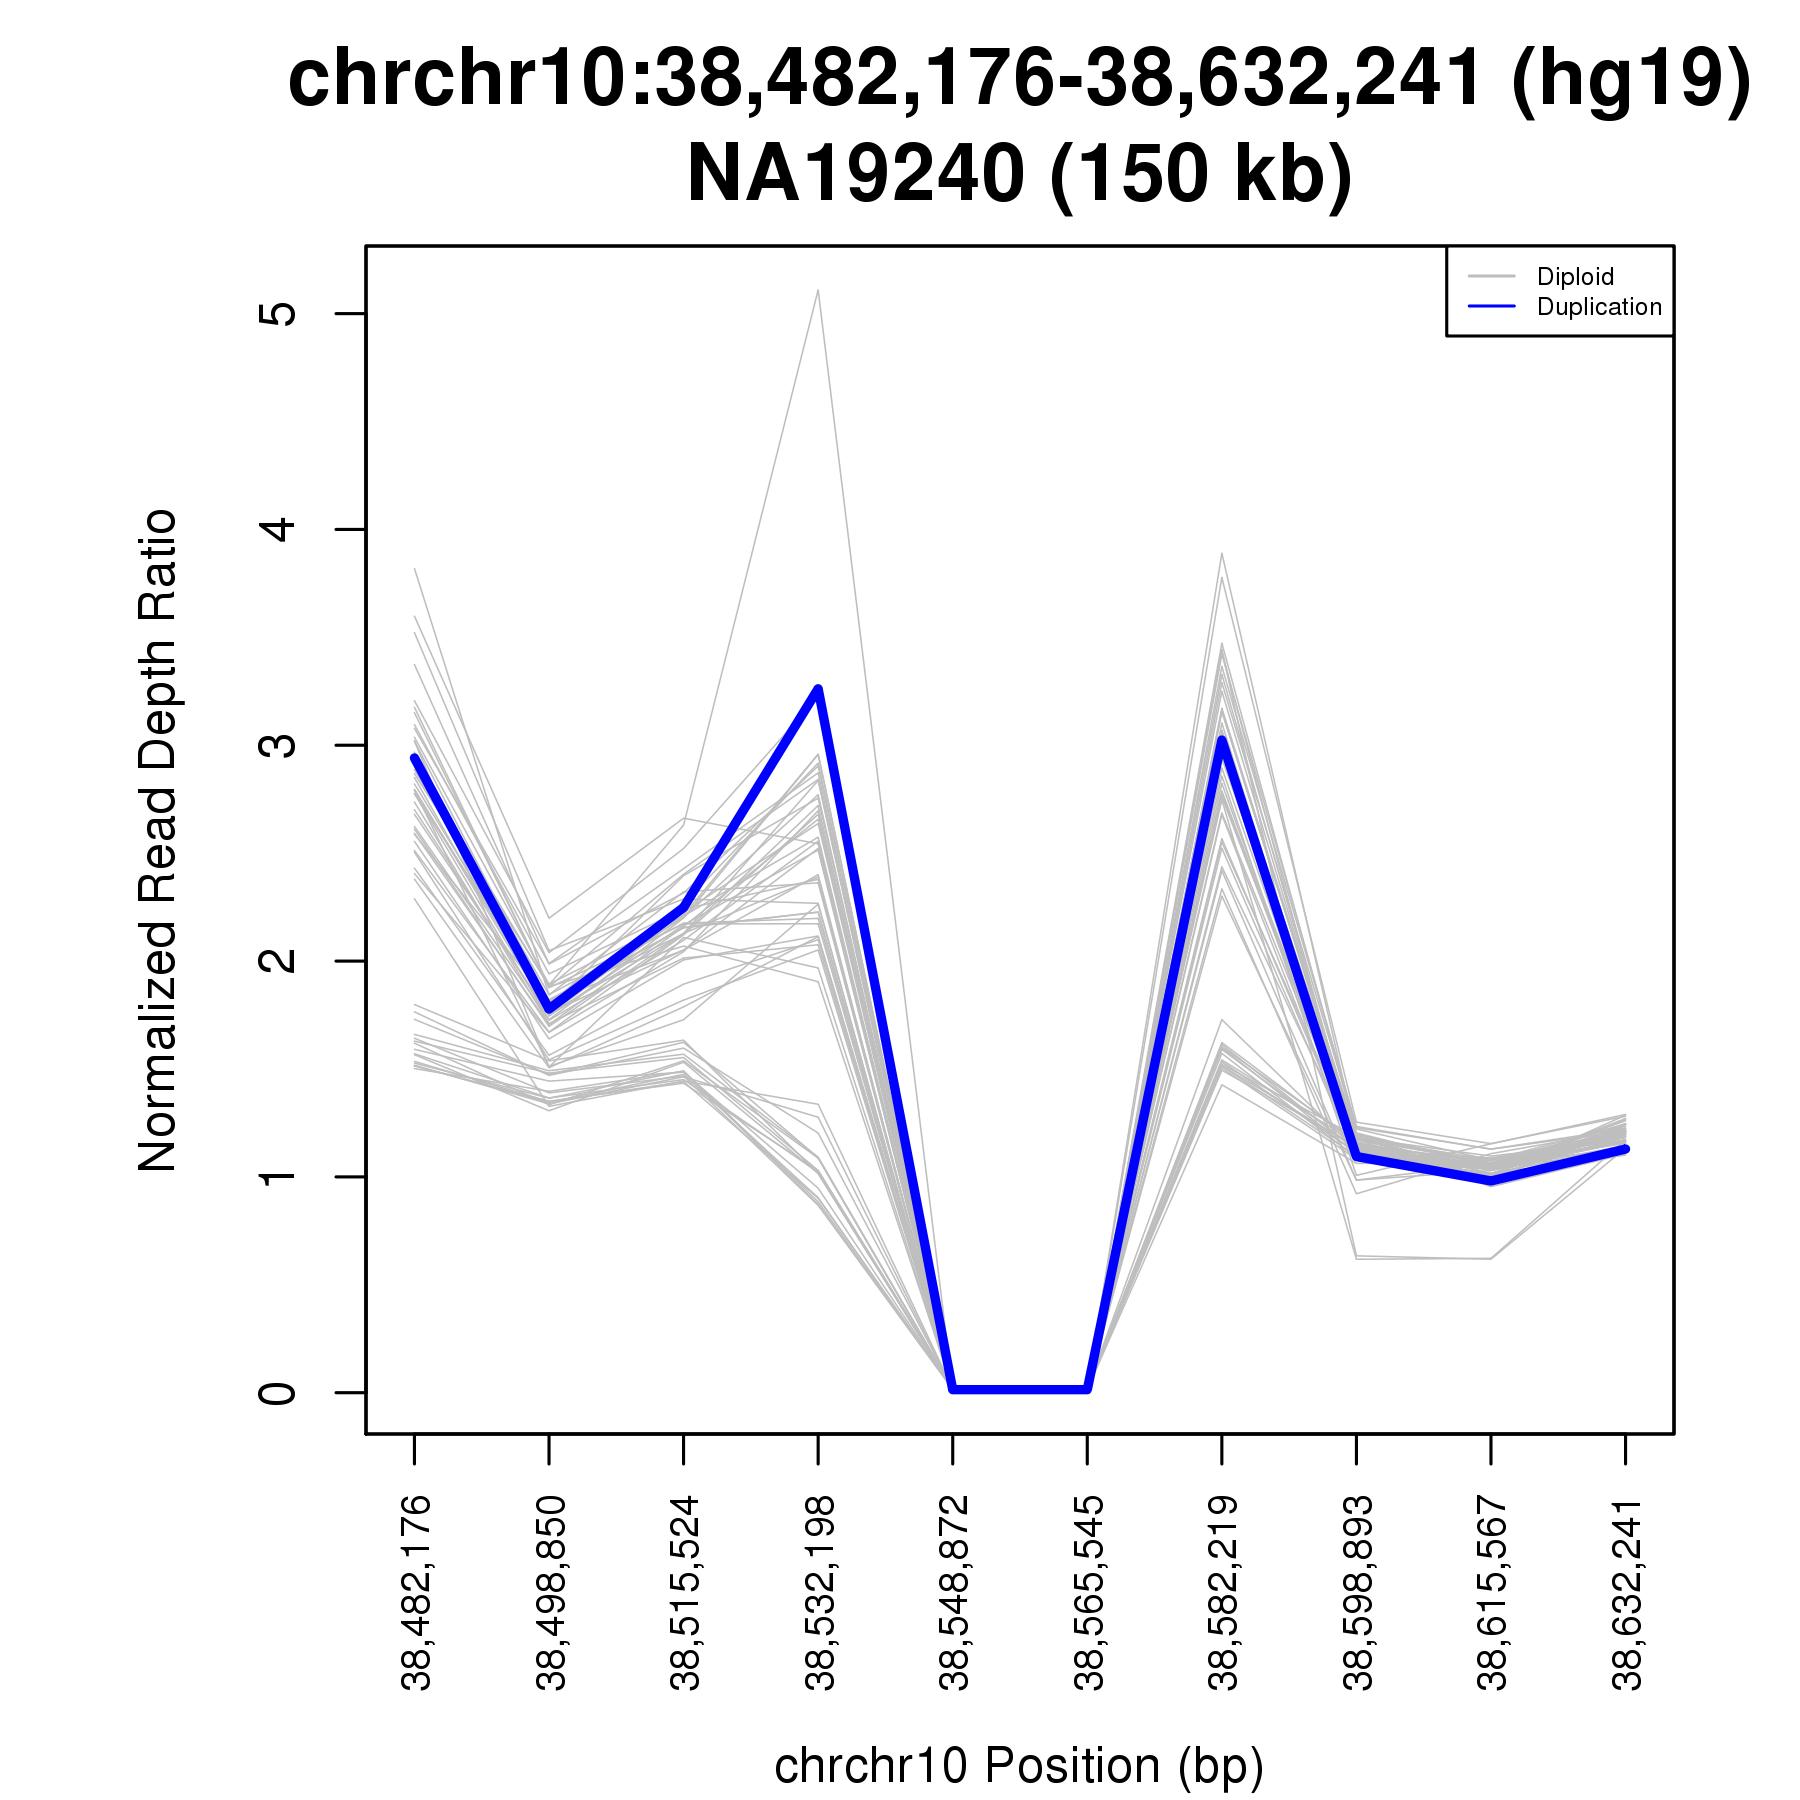 chrchr10:38,482,176-38,632,241 (hg19)
NA19240 (150 kb)
Diploid
Duplication
Normalized Read Depth Ratio
5
4
3
2
1
0
38,482,176
38,498,850
38,515,524
38,532,198
38,548,872
38,565,545
38,582,219
38,598,893
38,615,567
38,632,241
chrchr10 Position (bp)